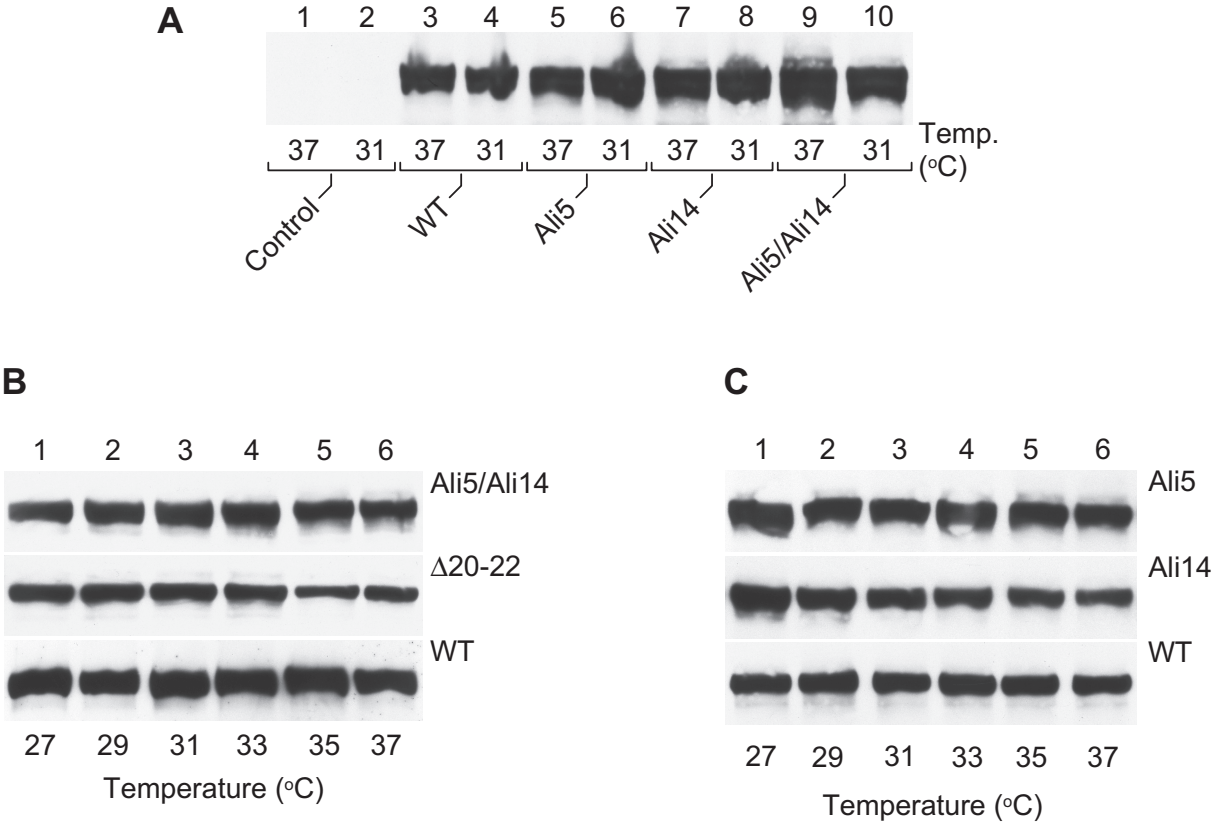 A
1 2 3 4 5 6 7 8 9 10
37 31 37 31 37 31 37 31 37 31 Temp. (°C)
Control WT Ali5 Ali14 Ali5/Ali14
B
1 2 3 4 5 6
Ali5/Ali14
Δ20-22
WT
27 29 31 33 35 37
Temperature (°C)
C
1 2 3 4 5 6
Ali5
Ali14
WT
27 29 31 33 35 37
Temperature (°C)